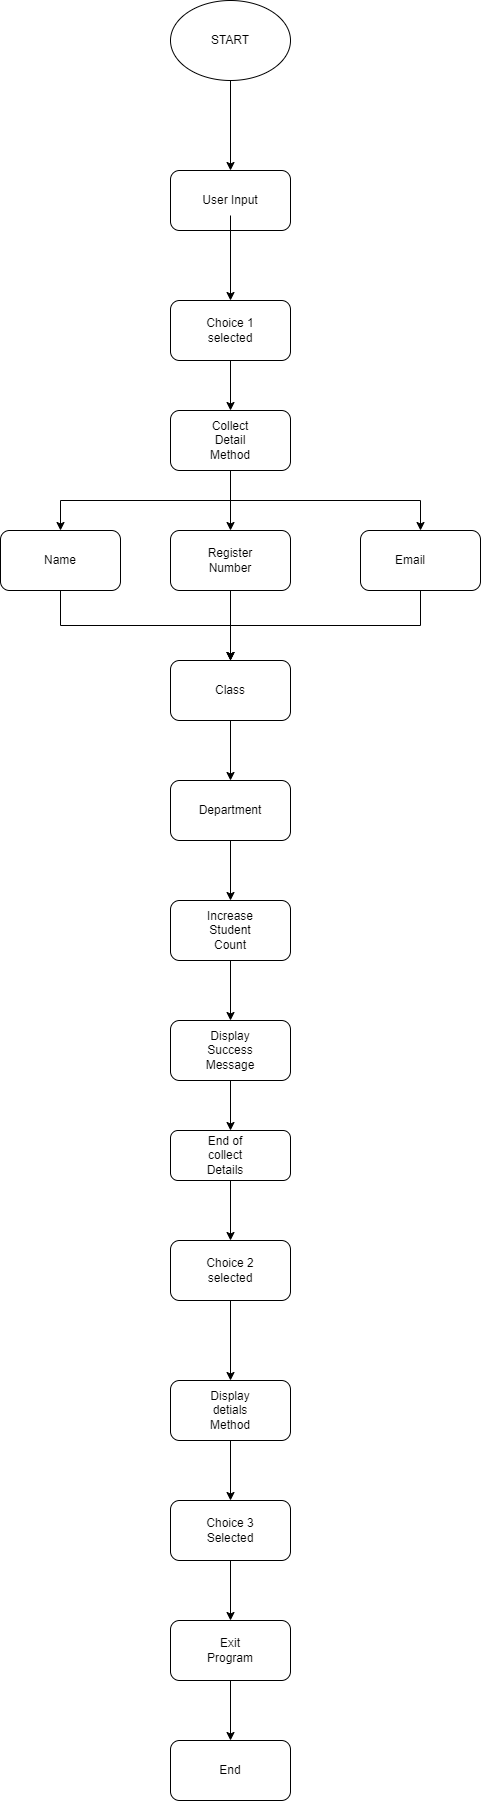 START
User Input
Choice 1
selected
Collect
Detail
Method
Name
Register
Number
Email
Class
Department
Increase
Student
Count
Display
Success
Message
End of
collect
Details
Choice 2
selected
Display
detials
Method
Choice 3
Selected
Exit
Program
End